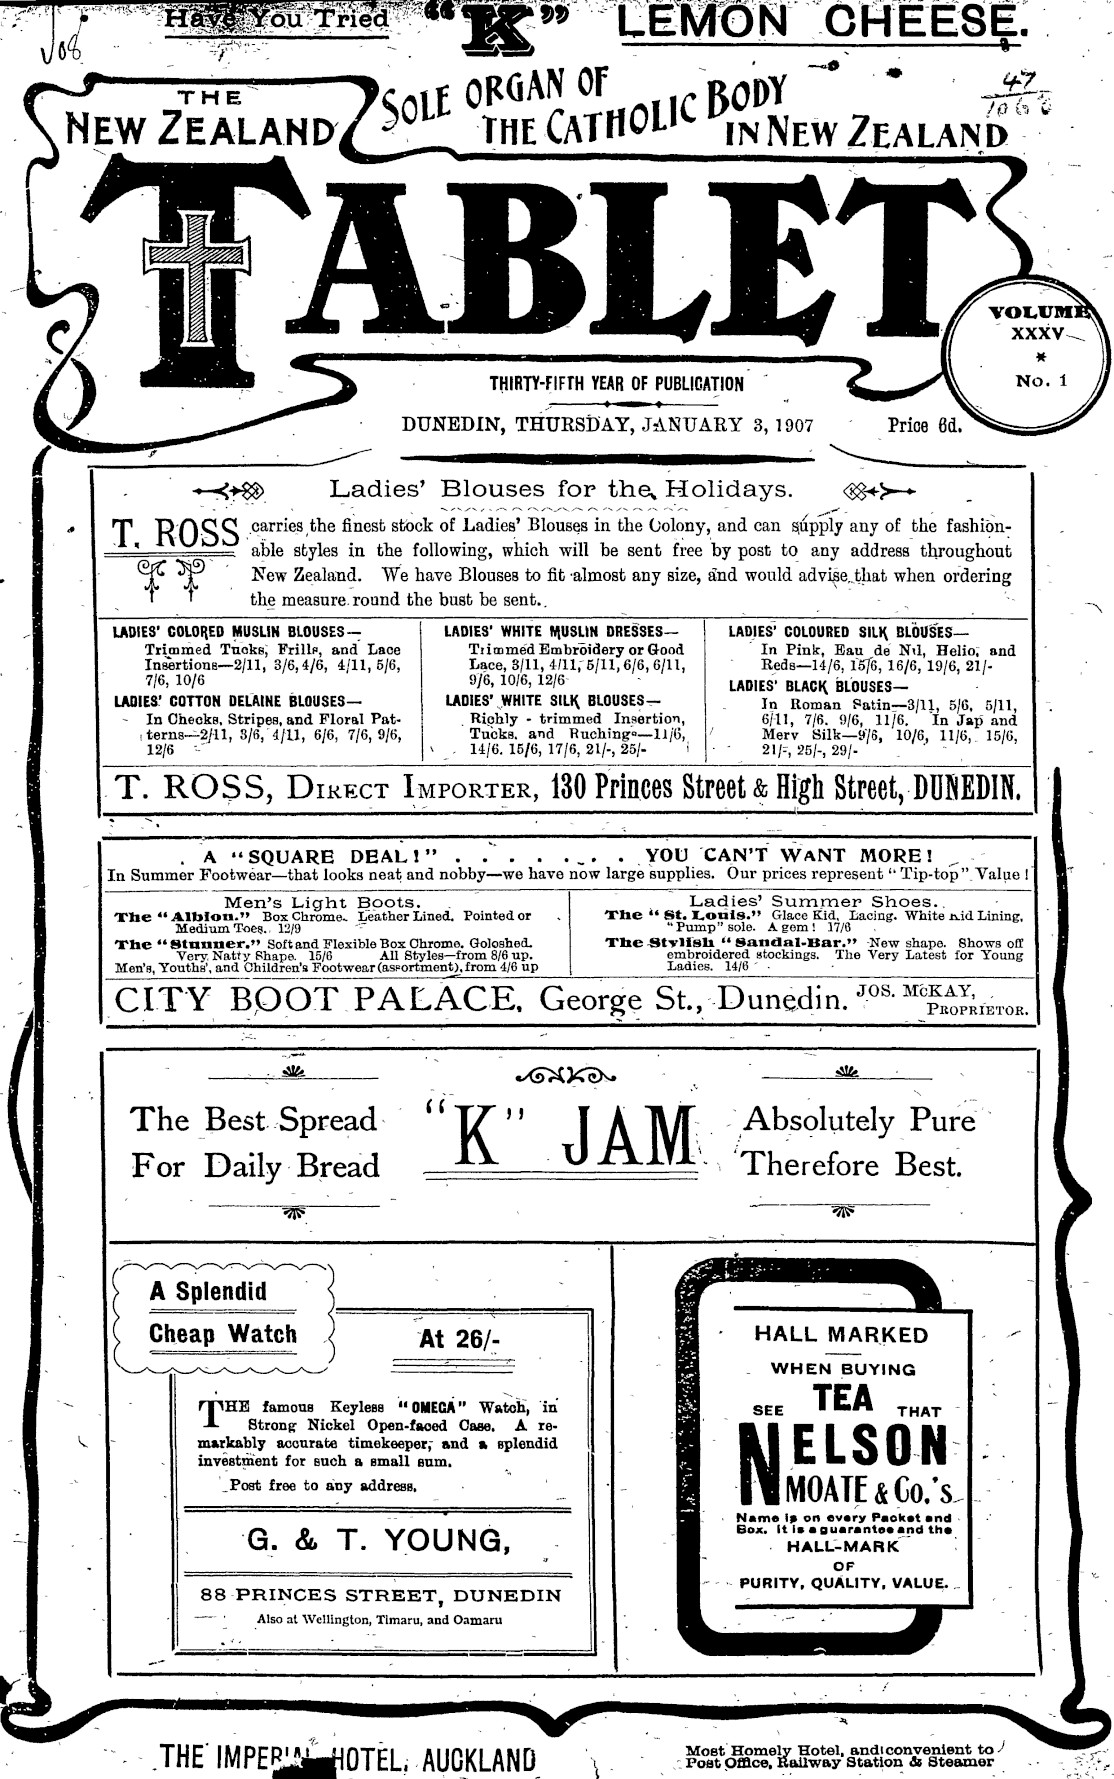 Have You Tried "K" LEMON CHEESE.
THE
NEW ZEALAND
SOLE ORGAN OF
THE CATHOLIC BODY
IN NEW ZEALAND
47
TABLET
VOLUME
XXXV
*
No. 1
THIRTY-FIFTH YEAR OF PUBLICATION
DUNEDIN, THURSDAY, JANUARY 3, 1907
Price 6d.
Ladies' Blouses for the Holidays.
T. ROSS carries the finest stock of Ladies' Blouses in the Colony, and can supply any of the fashion-
able styles in the following, which will be sent free by post to any address throughout
New Zealand. We have Blouses to fit almost any size, and would advise that when ordering
the measure round the bust be sent.
LADIES' COLORED MUSLIN BLOUSES—
Trimmed Tucks, Frills, and Lace
Insertions—2/11, 3/6, 4/6, 4/11, 5/6,
7/6, 10/6
LADIES' COTTON DELAINE BLOUSES—
In Checks, Stripes, and Floral Pat-
terns—2/11, 3/6, 4/11, 6/6, 7/6, 9/6,
12/6
LADIES' WHITE MUSLIN DRESSES—
Trimmed Embroidery or Good
Lace, 3/11, 4/11, 5/11, 6/6, 6/11,
9/6, 10/6, 12/6
LADIES' WHITE SILK BLOUSES—
Richly - trimmed Insertion,
Tucks, and Ruchings—11/6,
14/6. 15/6, 17/6, 21/-, 25/-
LADIES' COLOURED SILK BLOUSES—
In Pink, Eau de Nil, Helio, and
Reds—14/6, 15/6, 16/6, 19/6, 21/-
LADIES' BLACK BLOUSES—
In Roman Satin—3/11, 5/6, 5/11,
6/11, 7/6. 9/6, 11/6. In Jap and
Merv Silk—9/6, 10/6, 11/6, 15/6,
21/-, 25/-, 29/-
T. ROSS, DIRECT IMPORTER, 130 Princes Street & High Street, DUNEDIN.
A "SQUARE DEAL!" . . . . . . . . YOU CAN'T WANT MORE!
In Summer Footwear—that looks neat and nobby—we have now large supplies. Our prices represent "Tip-top" Value!
Men's Light Boots.
The "Albion." Box Chrome. Leather Lined. Pointed or
Medium Toes. 12/9
The "Stunner." Soft and Flexible Box Chrome. Goloshed.
Very Natty Shape. 15/6 All Styles—from 8/6 up.
Men's, Youths', and Children's Footwear (assortment), from 4/6 up
Ladies' Summer Shoes.
The "St. Louis." Glace Kid, Lacing. White Kid Lining,
"Pump" sole. A gem! 17/6
The Stylish "Sandal-Bar." New shape. Shows off
embroidered stockings. The Very Latest for Young
Ladies. 14/6
CITY BOOT PALACE, George St., Dunedin. JOS. McKAY,
PROPRIETOR.
The Best Spread
For Daily Bread
"K" JAM
Absolutely Pure
Therefore Best.
A Splendid
Cheap Watch
At 26/-
THE famous Keyless "OMEGA" Watch, in
Strong Nickel Open-faced Case. A re-
markably accurate timekeeper, and a splendid
investment for such a small sum.
Post free to any address.
G. & T. YOUNG,
88 PRINCES STREET, DUNEDIN
Also at Wellington, Timaru, and Oamaru
HALL MARKED
WHEN BUYING
SEE TEA THAT
NELSON
MOATE & Co.'s
Name is on every Packet and
Box. It is a guarantee and the
HALL-MARK
OF
PURITY, QUALITY, VALUE.
THE IMPERIAL HOTEL, AUCKLAND
Most Homely Hotel, and convenient to
Post Office, Railway Station & Steamer